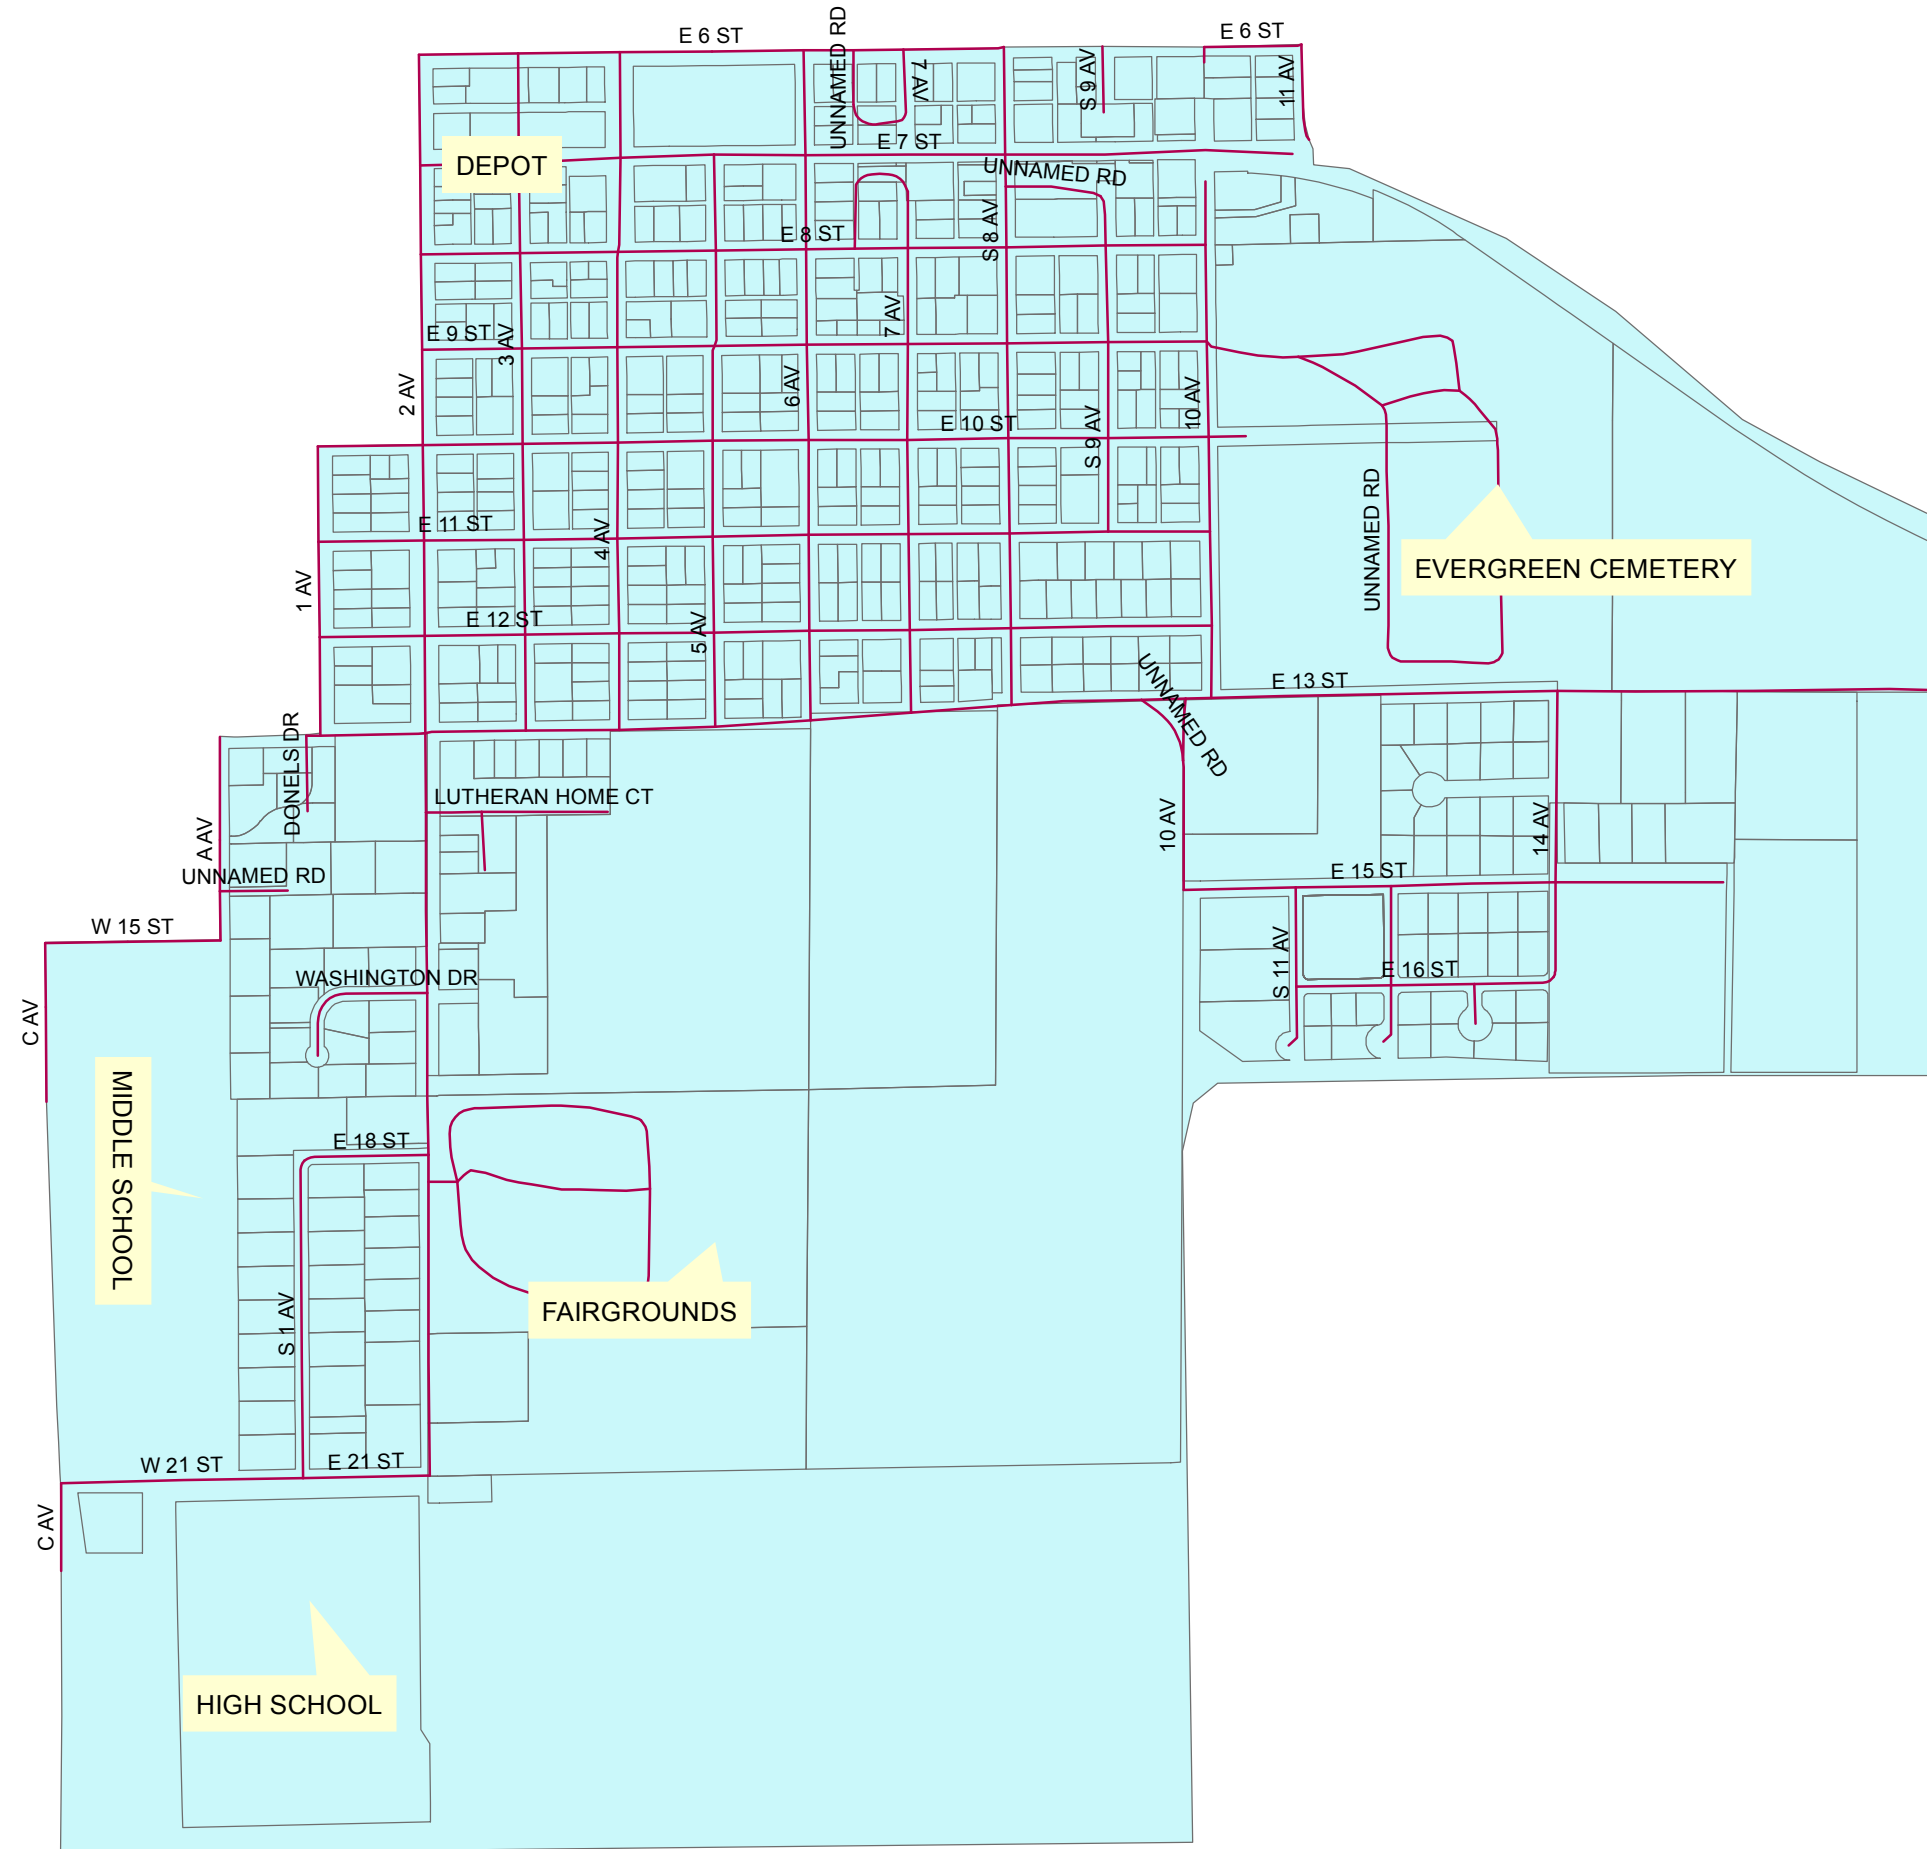 E 6 ST
E 6 ST
UNNAMED RD
7 AV
S 9 AV
11 AV
E 7 ST
DEPOT
UNNAMED RD
S 8 AV
E 8 ST
7 AV
E 9 ST
3 AV
2 AV
6 AV
10 AV
E 10 ST
S 9 AV
UNNAMED RD
E 11 ST
4 AV
EVERGREEN CEMETERY
1 AV
E 12 ST
5 AV
UNNAMED RD
E 13 ST
DONELS DR
LUTHERAN HOME CT
A AV
10 AV
14 AV
UNNAMED RD
E 15 ST
W 15 ST
S 11 AV
E 16 ST
WASHINGTON DR
C AV
MIDDLE SCHOOL
E 18 ST
S 1 AV
FAIRGROUNDS
W 21 ST
E 21 ST
C AV
HIGH SCHOOL